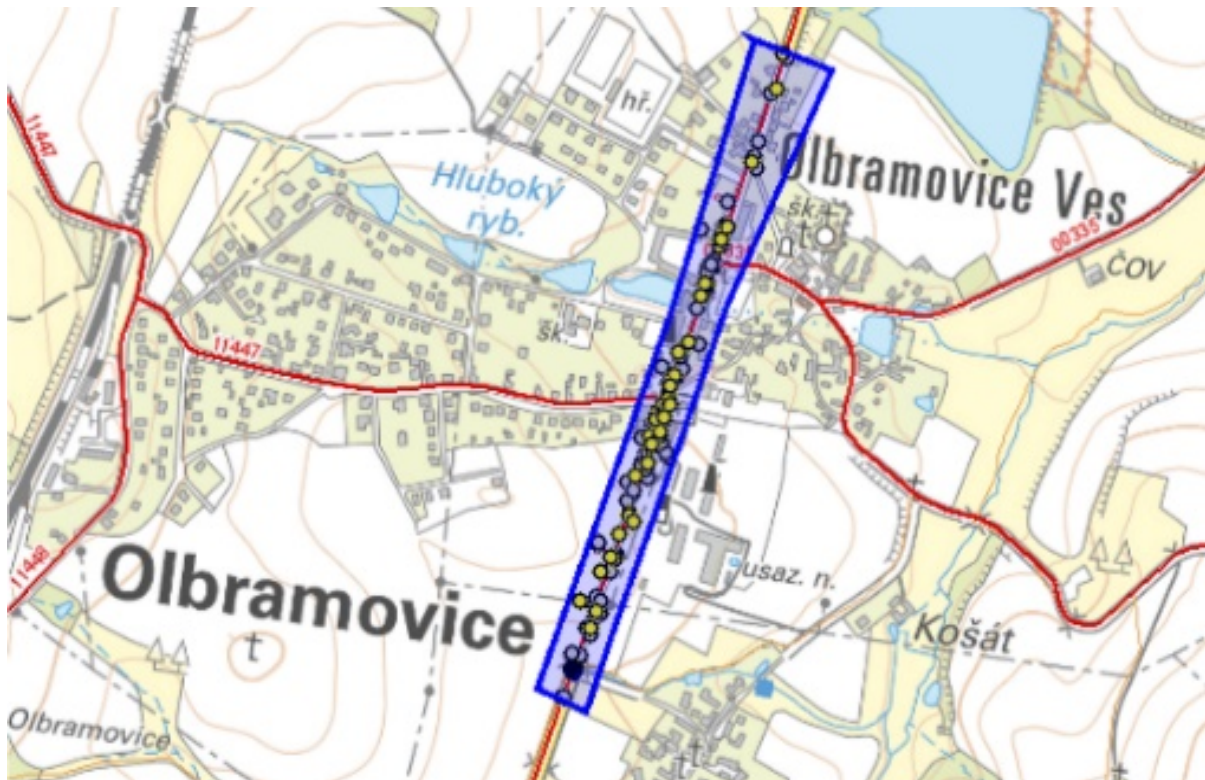 11447
hř.
Olbramovice Ves
Hluboký
ryb.
šk.
00335
ČOV
šk.
11447
Olbramovice
usaz. n.
Košát
11448
Olbramovice